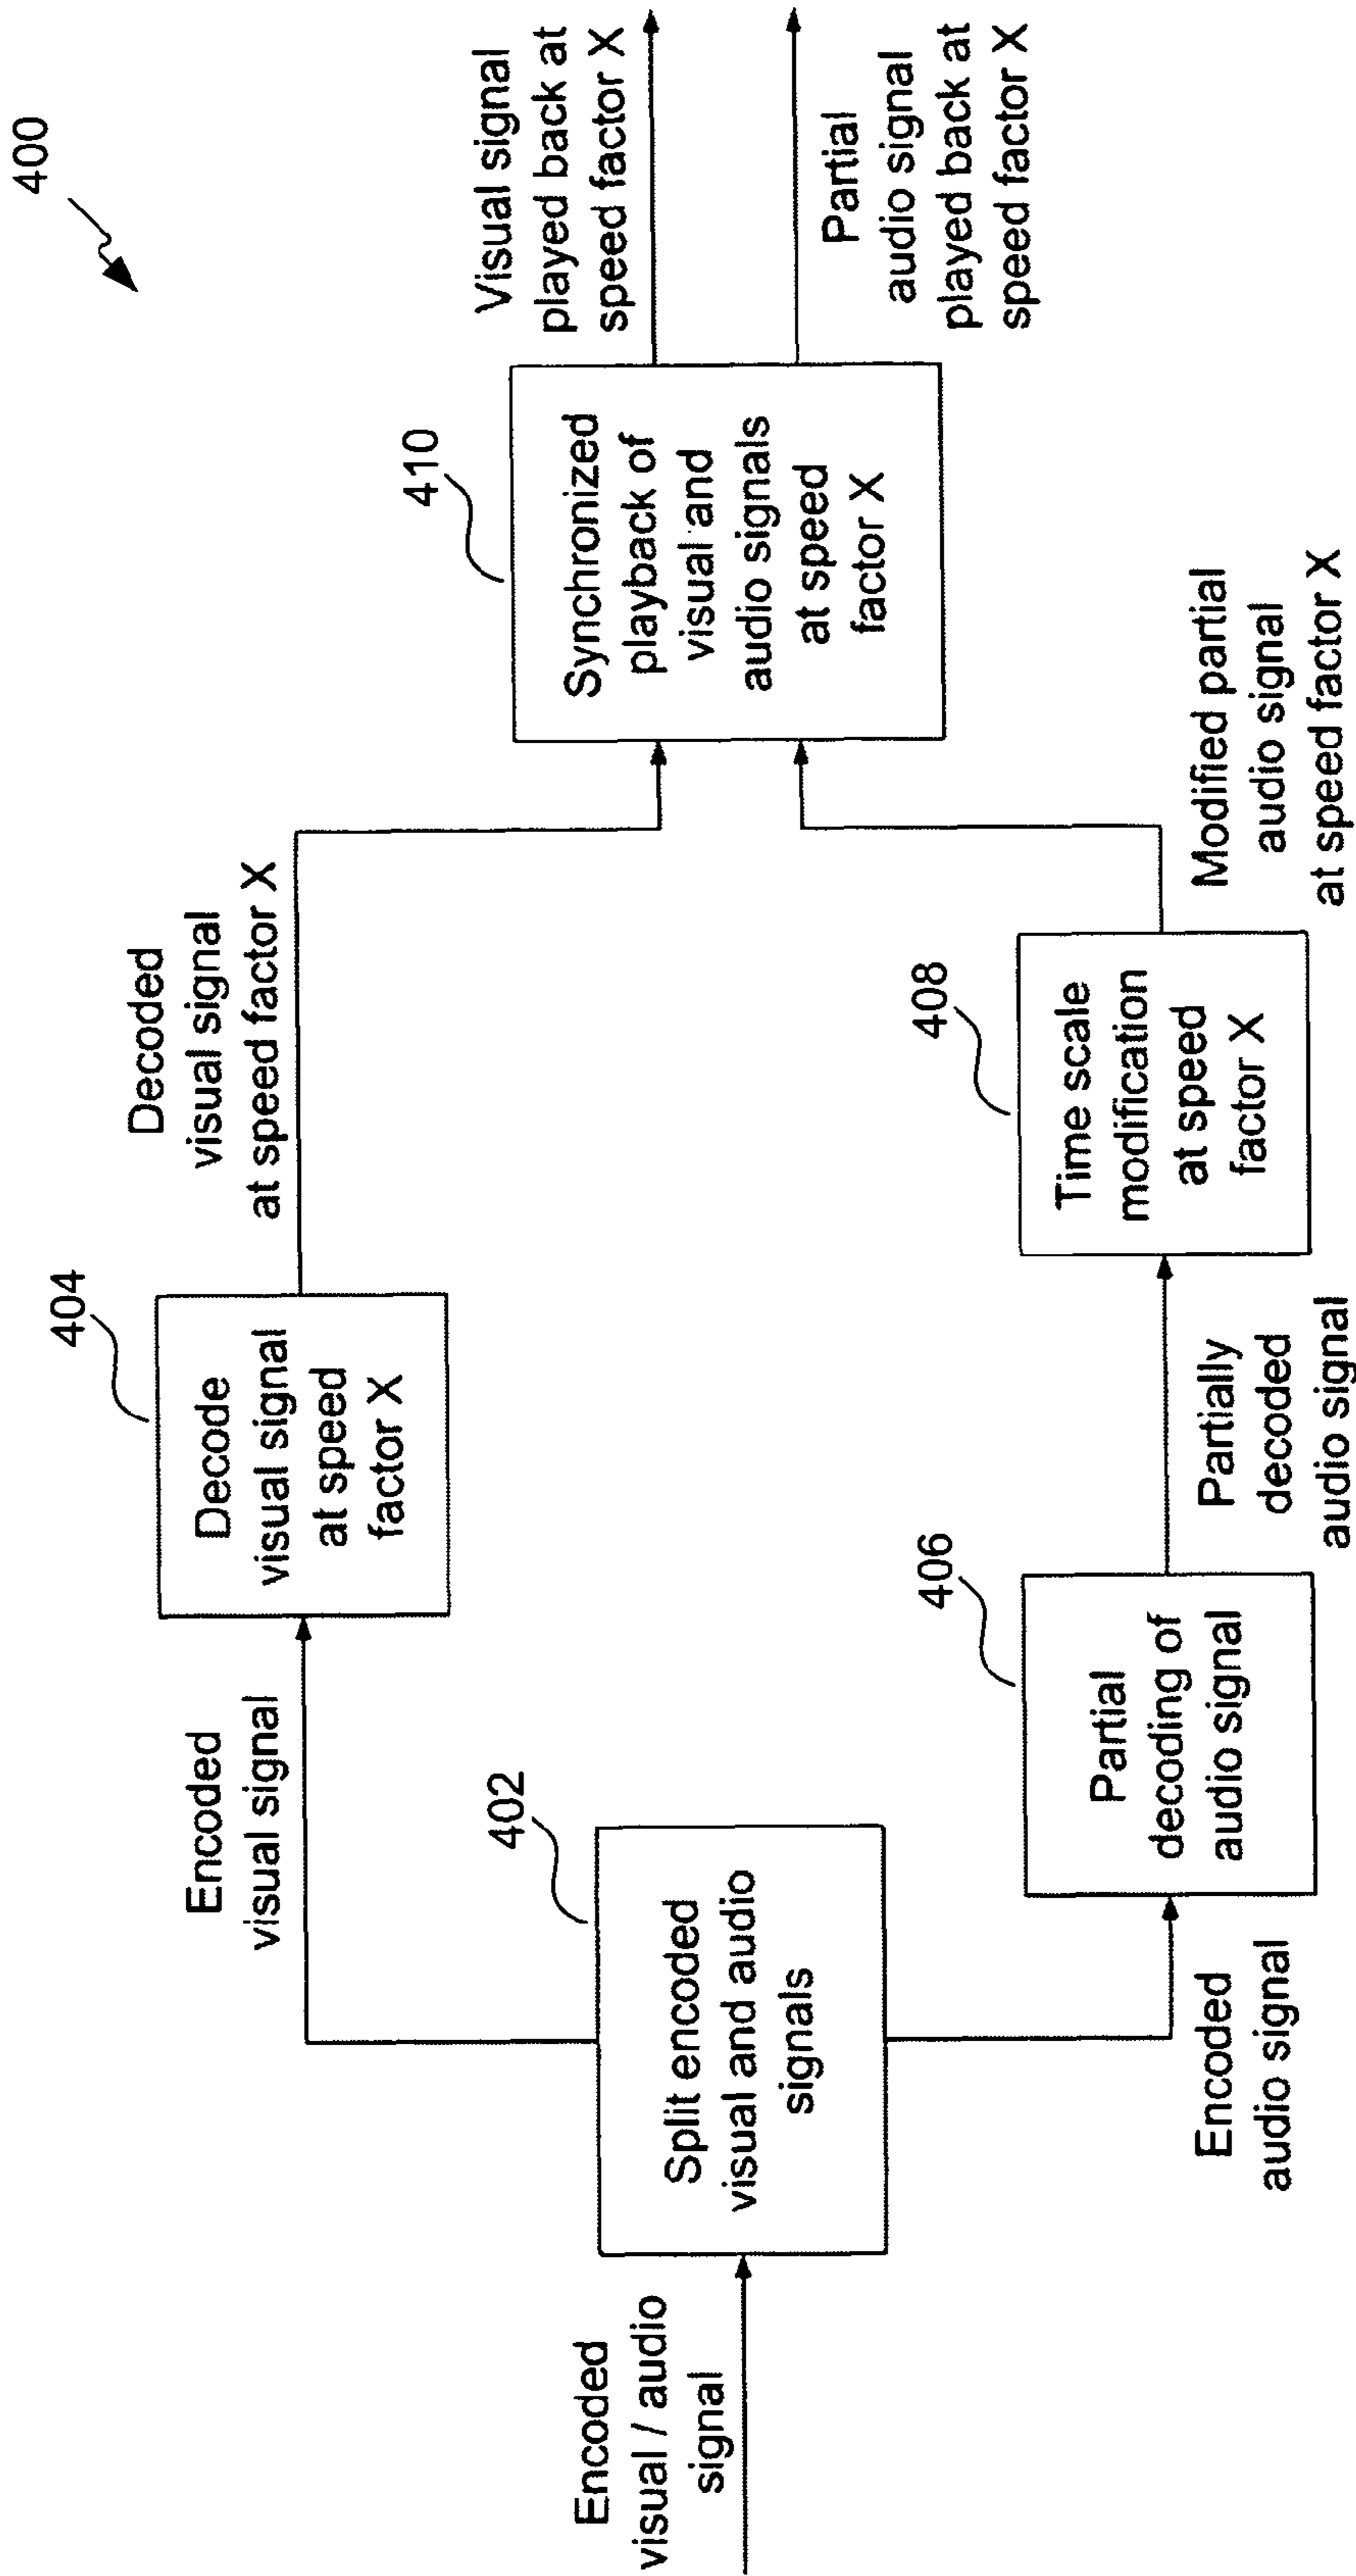 400
Encoded
visual / audio
signal
402
Split encoded
visual and audio
signals
Encoded
visual signal
404
Decode
visual signal
at speed
factor X
Decoded
visual signal
at speed factor X
Encoded
audio signal
406
Partial
decoding of
audio signal
Partially
decoded
audio signal
408
Time scale
modification
at speed
factor X
Modified partial
audio signal
at speed factor X
410
Synchronized
playback of
visual and
audio signals
at speed
factor X
Visual signal
played back at
speed factor X
Partial
audio signal
played back at
speed factor X